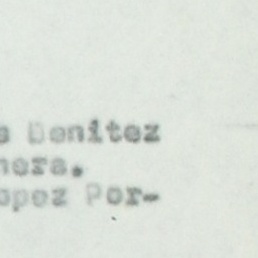 s Benitez
nera.
opez Por-